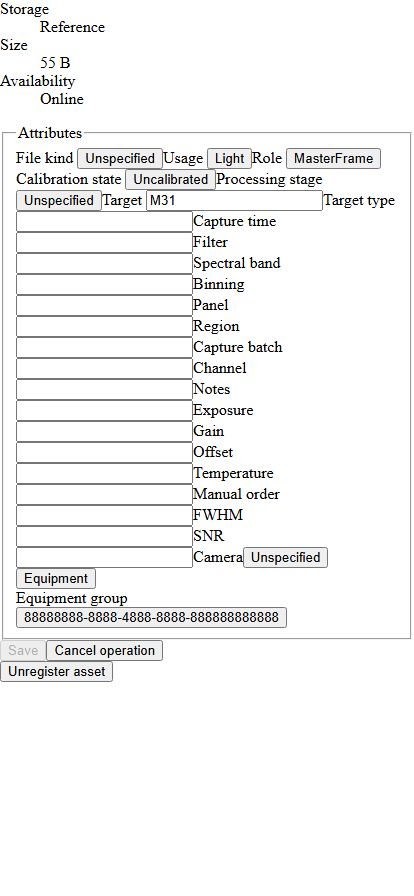 Storage
Reference
Size
55 B
Availability
Online
Attributes
File kind Unspecified Usage Light Role MasterFrame
Calibration state Uncalibrated Processing stage
Unspecified Target M31 Target type
Capture time
Filter
Spectral band
Binning
Panel
Region
Capture batch
Channel
Notes
Exposure
Gain
Offset
Temperature
Manual order
FWHM
SNR
Camera Unspecified
Equipment
Equipment group
88888888-8888-4888-8888-888888888888
Save Cancel operation
Unregister asset